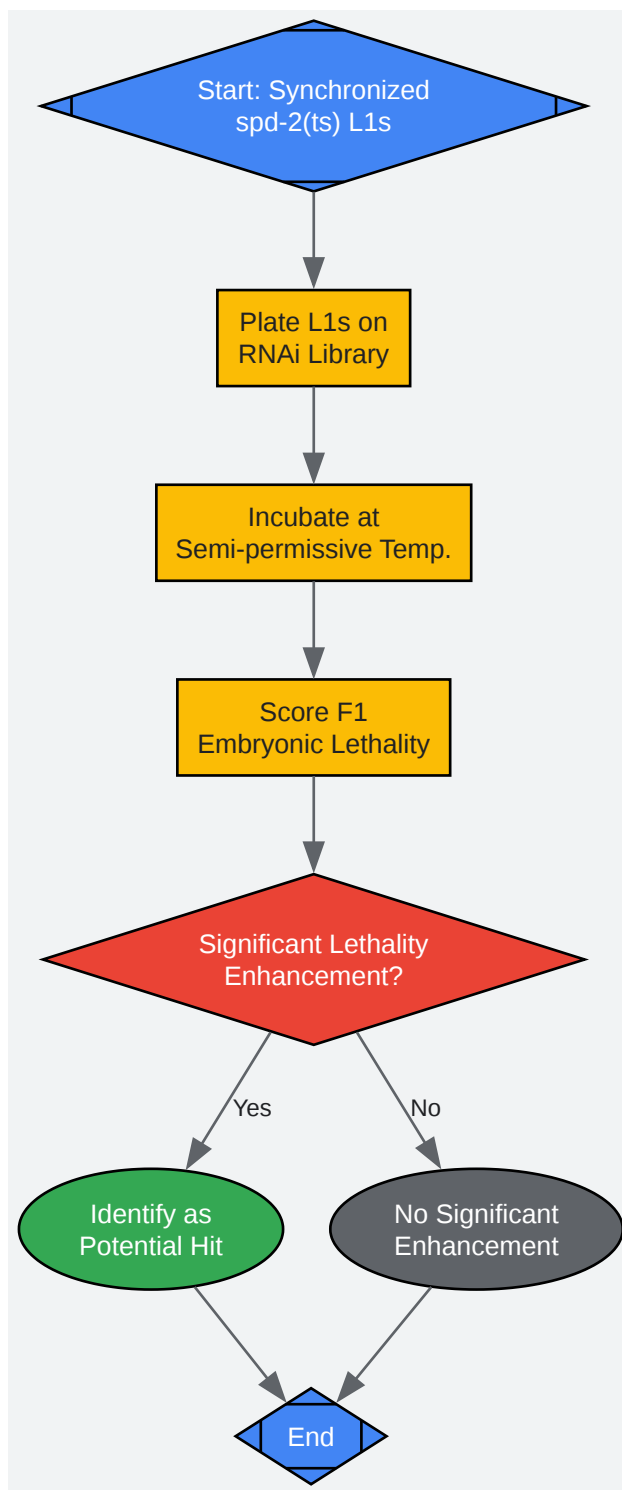 Start: Synchronized
spd-2(ts) L1s
Plate L1s on
RNAi Library
Incubate at
Semi-permissive Temp.
Score F1
Embryonic Lethality
Significant Lethality
Enhancement?
Yes
No
Identify as
Potential Hit
No Significant
Enhancement
End